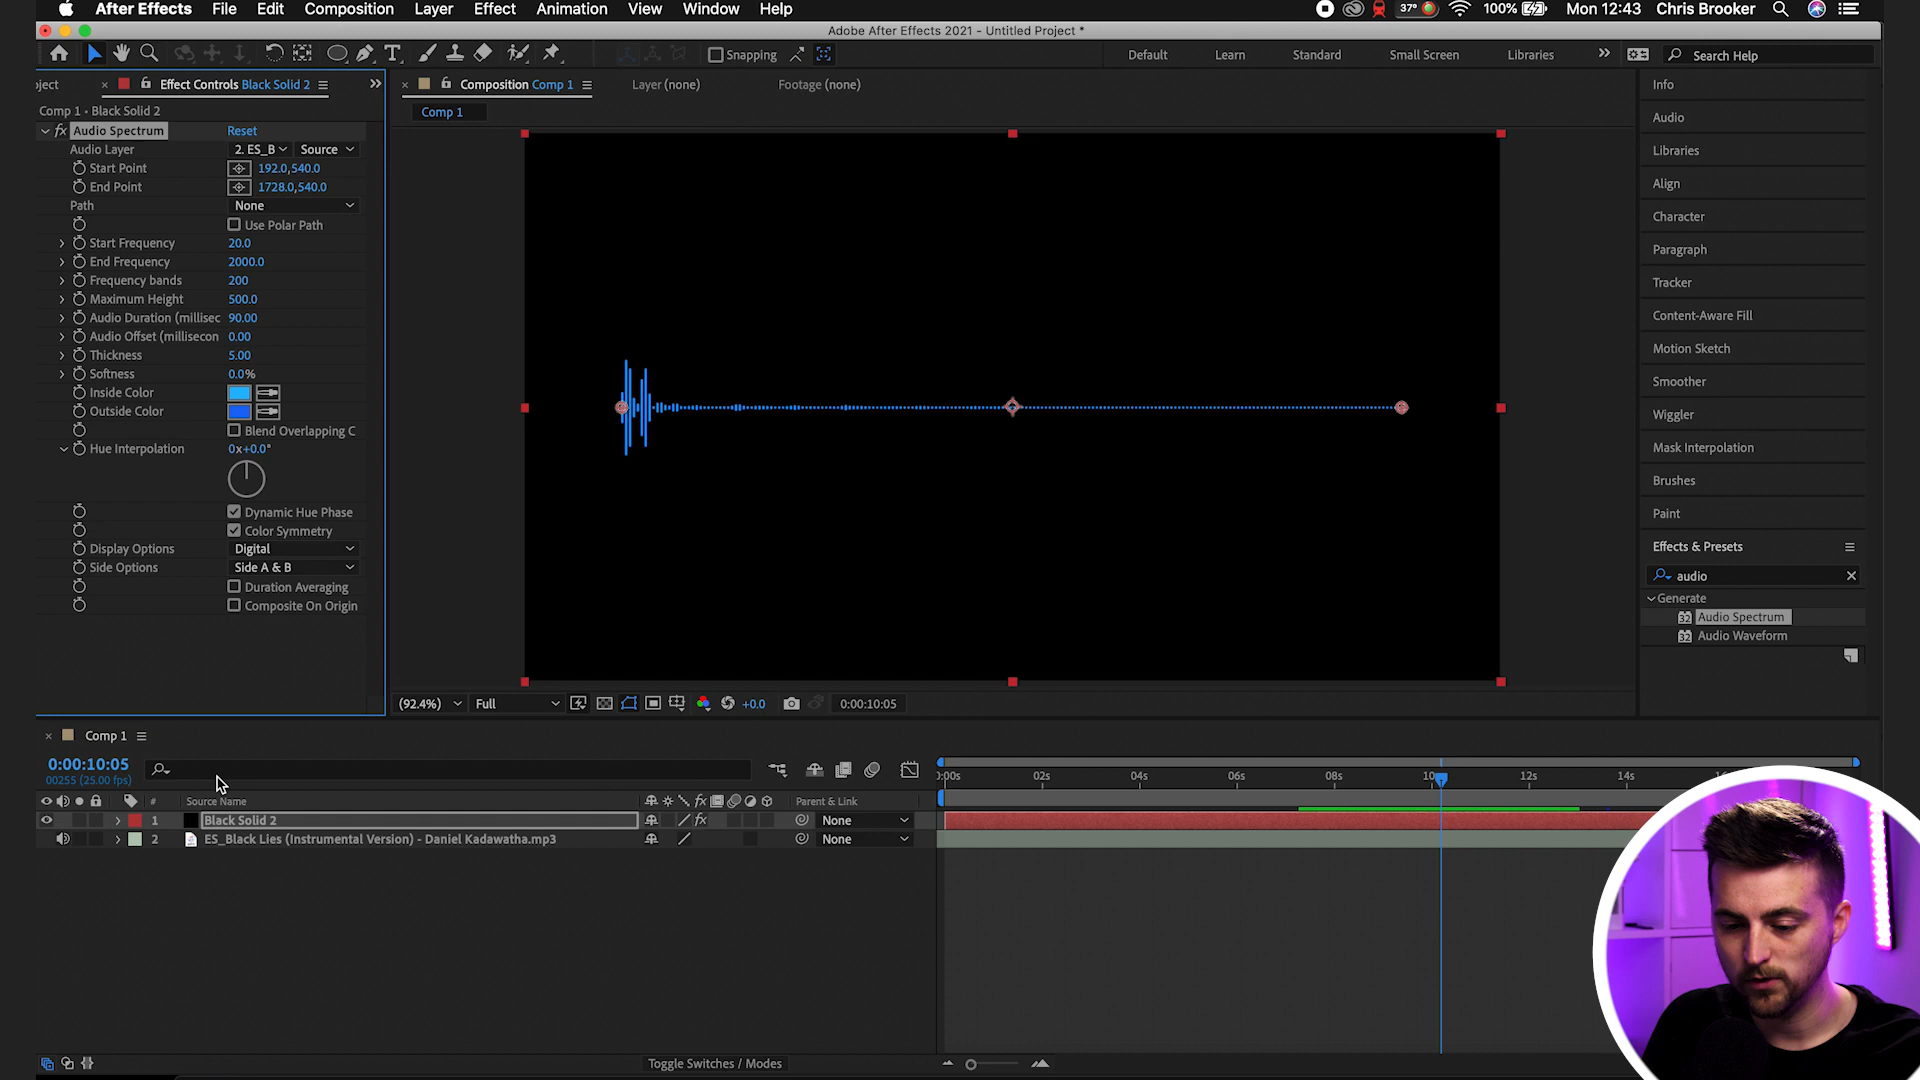 After Effects File Edit Composition Layer Effect Animation View Window Help 37° 100% Mon 12:43 Chris Brooker
Adobe After Effects 2021 - Untitled Project *
Snapping Default Learn Standard Small Screen Libraries Search Help
oject Effect Controls Black Solid 2
Composition Comp 1 Layer (none) Footage (none)
Comp 1 • Black Solid 2
Comp 1
fx Audio Spectrum Reset
Audio Layer 2. ES_B Source
Start Point 192.0,540.0
End Point 1728.0,540.0
Path None
Use Polar Path
Start Frequency 20.0
End Frequency 2000.0
Frequency bands 200
Maximum Height 500.0
Audio Duration (millisec 90.00
Audio Offset (millisecon 0.00
Thickness 5.00
Softness 0.0%
Inside Color
Outside Color
Blend Overlapping C
Hue Interpolation 0x+0.0°
Dynamic Hue Phase
Color Symmetry
Display Options Digital
Side Options Side A & B
Duration Averaging
Composite On Origin
Info
Audio
Libraries
Align
Character
Paragraph
Tracker
Content-Aware Fill
Motion Sketch
Smoother
Wiggler
Mask Interpolation
Brushes
Paint
Effects & Presets
audio
Generate
32 Audio Spectrum
32 Audio Waveform
(92.4%) Full +0.0 0:00:10:05
Comp 1
0:00:10:05
00255 (25.00 fps)
:00s 02s 04s 06s 08s 10s 12s 14s
# Source Name fx Parent & Link
1 Black Solid 2 fx None
2 ES_Black Lies (Instrumental Version) - Daniel Kadawatha.mp3 None
Toggle Switches / Modes